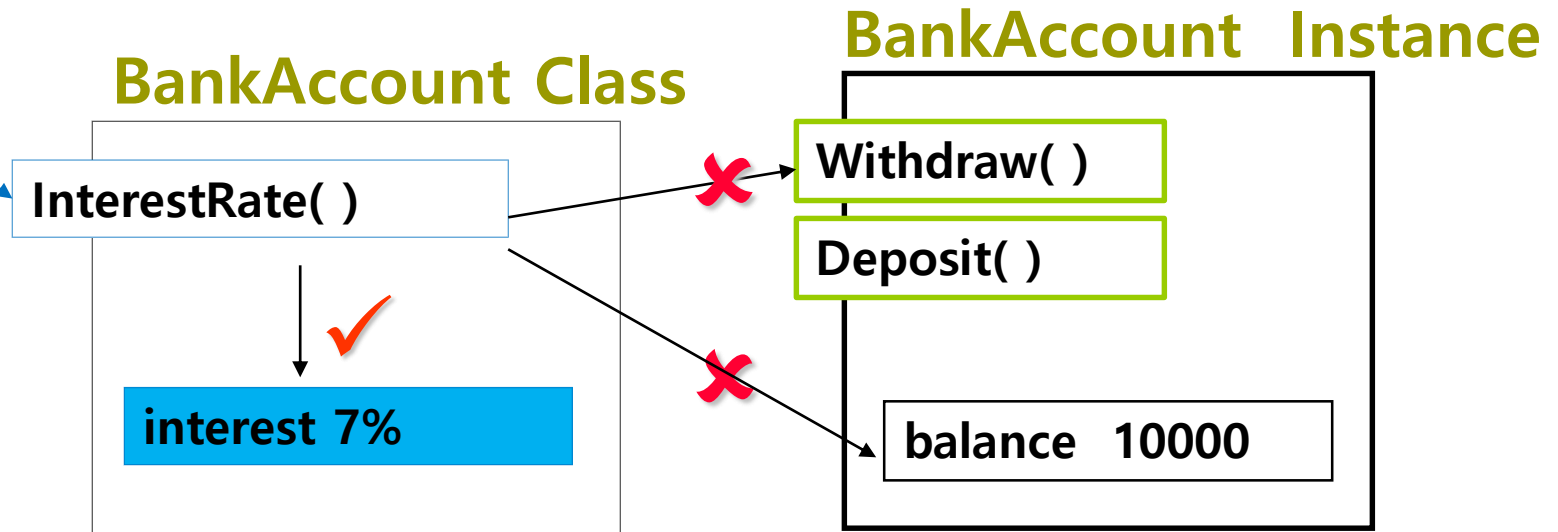 BankAccount Class
InterestRate( )
interest 7%
BankAccount Instance
Withdraw( )
Deposit( )
balance 10000